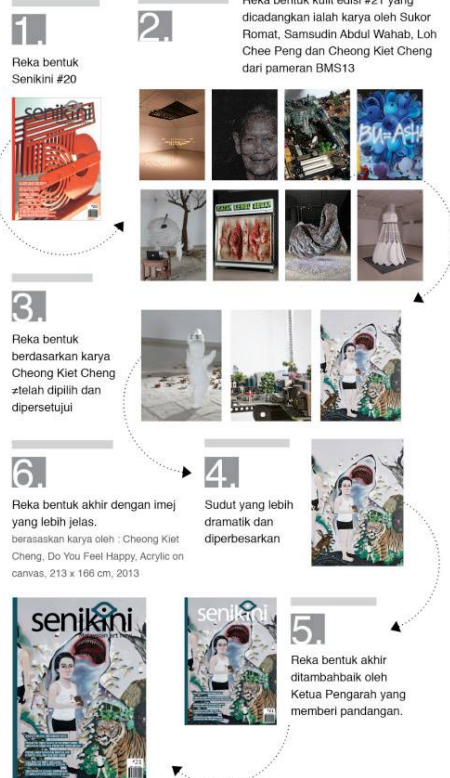 1.
Reka bentuk
Senikini #20
senikini
2.
Reka bentuk kulit edisi #21 yang
dicadangkan ialah karya oleh Sukor
Romat, Samsudin Abdul Wahab, Loh
Chee Peng dan Cheong Kiet Cheng
dari pameran BMS13
3.
Reka bentuk
berdasarkan karya
Cheong Kiet Cheng
≠telah dipilih dan
dipersetujui
4.
Sudut yang lebih
dramatik dan
diperbesarkan
5.
Reka bentuk akhir
ditambahbaik oleh
Ketua Pengarah yang
memberi pandangan.
senikini
6.
Reka bentuk akhir dengan imej
yang lebih jelas.
berasaskan karya oleh : Cheong Kiet
Cheng, Do You Feel Happy, Acrylic on
canvas, 213 x 166 cm, 2013
senikini